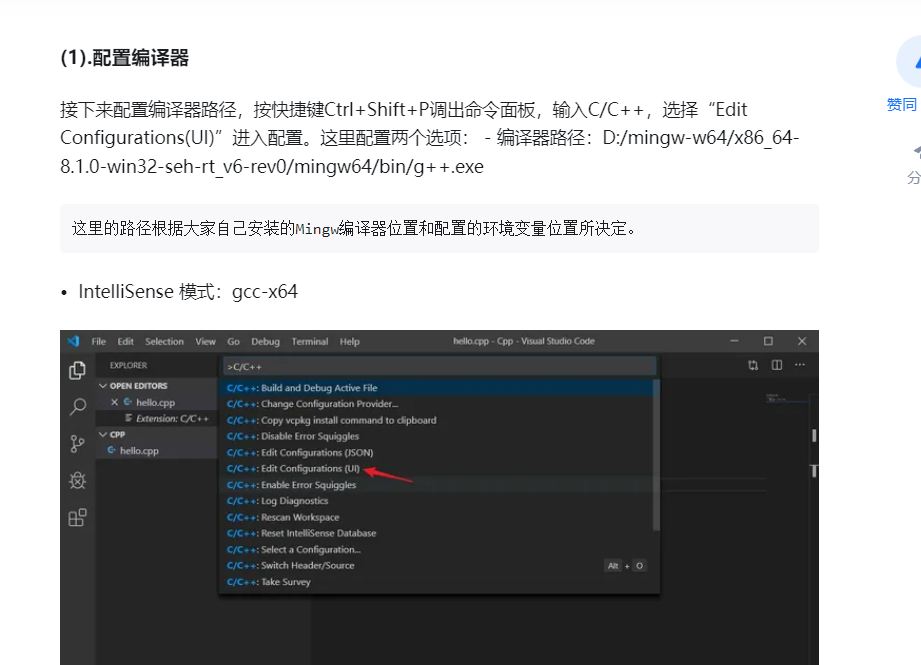 (1).配置编译器
赞同
接下来配置编译器路径，按快捷键Ctrl+Shift+P调出命令面板，输入C/C++，选择“Edit
Configurations(UI)”进入配置。这里配置两个选项： - 编译器路径：D:/mingw-w64/x86_64-
8.1.0-win32-seh-rt_v6-rev0/mingw64/bin/g++.exe
这里的路径根据大家自己安装的Mingw编译器位置和配置的环境变量位置所决定。
• IntelliSense 模式：gcc-x64
File Edit Selection View Go Debug Terminal Help hello.cpp - Cpp - Visual Studio Code
EXPLORER
>C/C++
OPEN EDITORS
hello.cpp
Extension: C/C++
CPP
hello.cpp
C/C++: Build and Debug Active File
C/C++: Change Configuration Provider...
C/C++: Copy vcpkg install command to clipboard
C/C++: Disable Error Squiggles
C/C++: Edit Configurations (JSON)
C/C++: Edit Configurations (UI)
C/C++: Enable Error Squiggles
C/C++: Log Diagnostics
C/C++: Rescan Workspace
C/C++: Reset IntelliSense Database
C/C++: Select a Configuration...
C/C++: Switch Header/Source Alt + O
C/C++: Take Survey